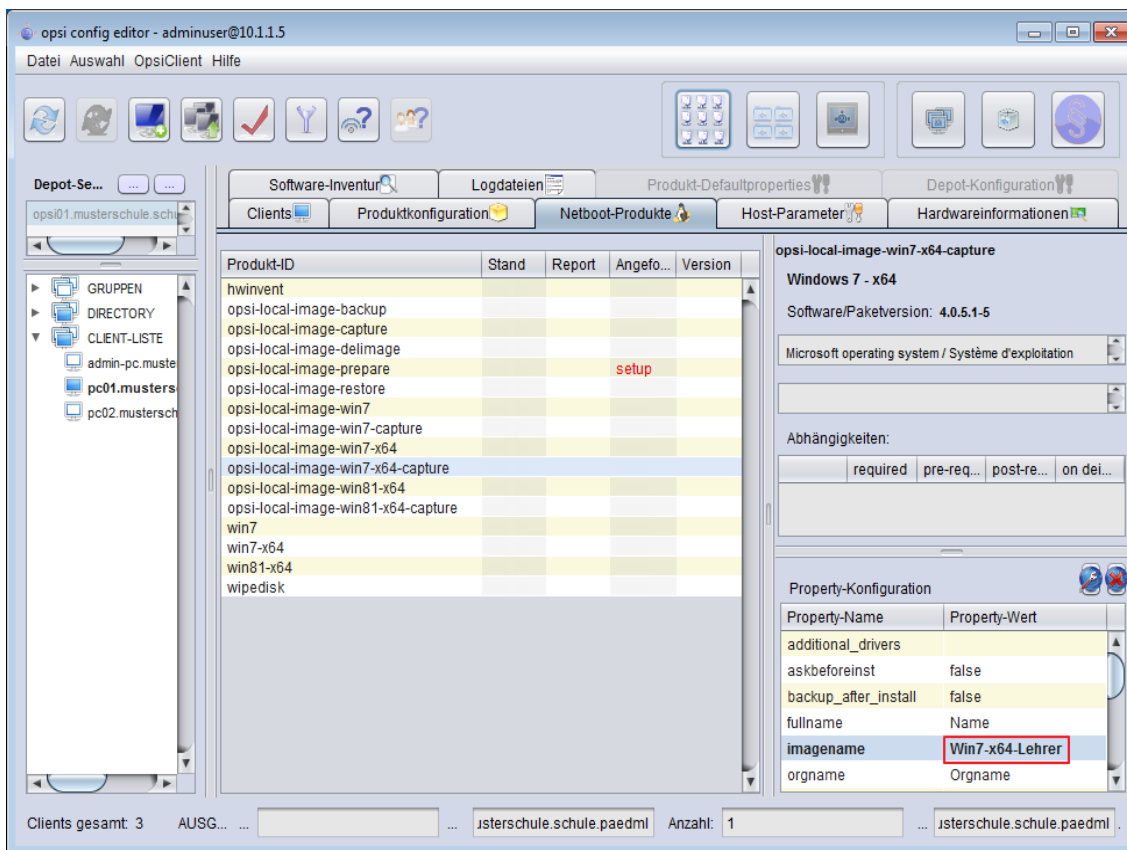 opsi config editor - adminuser@10.1.1.5
Datei Auswahl OpsiClient Hilfe
Depot-Se... ... ...
opsi01.musterschule.schu
GRUPPEN
DIRECTORY
CLIENT-LISTE
admin-pc.muste
pc01.musters
pc02.mustersch
Software-Inventur Logdateien Produkt-Defaultproperties Depot-Konfiguration
Clients Produktkonfiguration Netboot-Produkte Host-Parameter Hardwareinformationen
Produkt-ID Stand Report Angefo... Version
hwinvent
opsi-local-image-backup
opsi-local-image-capture
opsi-local-image-delimage
opsi-local-image-prepare setup
opsi-local-image-restore
opsi-local-image-win7
opsi-local-image-win7-capture
opsi-local-image-win7-x64
opsi-local-image-win7-x64-capture
opsi-local-image-win81-x64
opsi-local-image-win81-x64-capture
win7
win7-x64
win81-x64
wipedisk
opsi-local-image-win7-x64-capture
Windows 7 - x64
Software/Paketversion: 4.0.5.1-5
Microsoft operating system / Système d'exploitation
Abhängigkeiten:
required pre-req... post-re... on dei...
Property-Konfiguration
Property-Name Property-Wert
additional_drivers
askbeforeinst false
backup_after_install false
fullname Name
imagename Win7-x64-Lehrer
orgname Orgname
Clients gesamt: 3 AUSG... ... ... usterschule.schule.paedml Anzahl: 1 ... usterschule.schule.paedml .